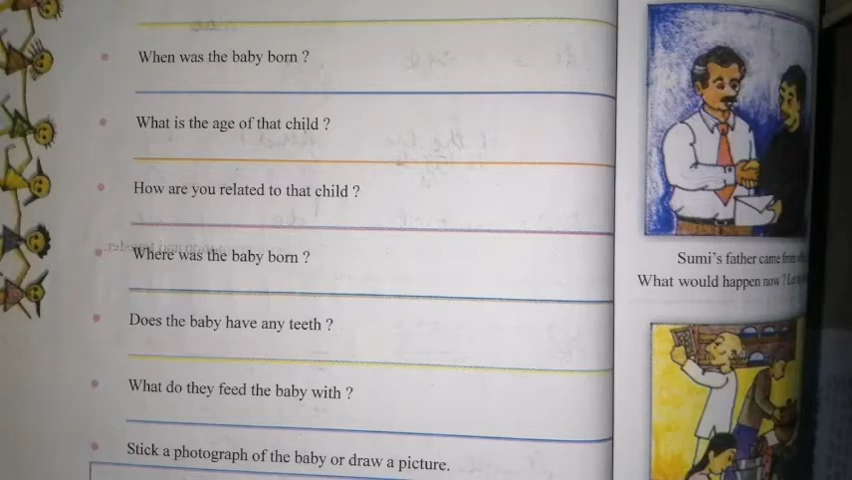 When was the baby born ?
What is the age of that child ?
How are you related to that child ?
Where was the baby born ?
Does the baby have any teeth ?
What do they feed the baby with ?
Stick a photograph of the baby or draw a picture.
Sumi's father came from
What would happen now ?